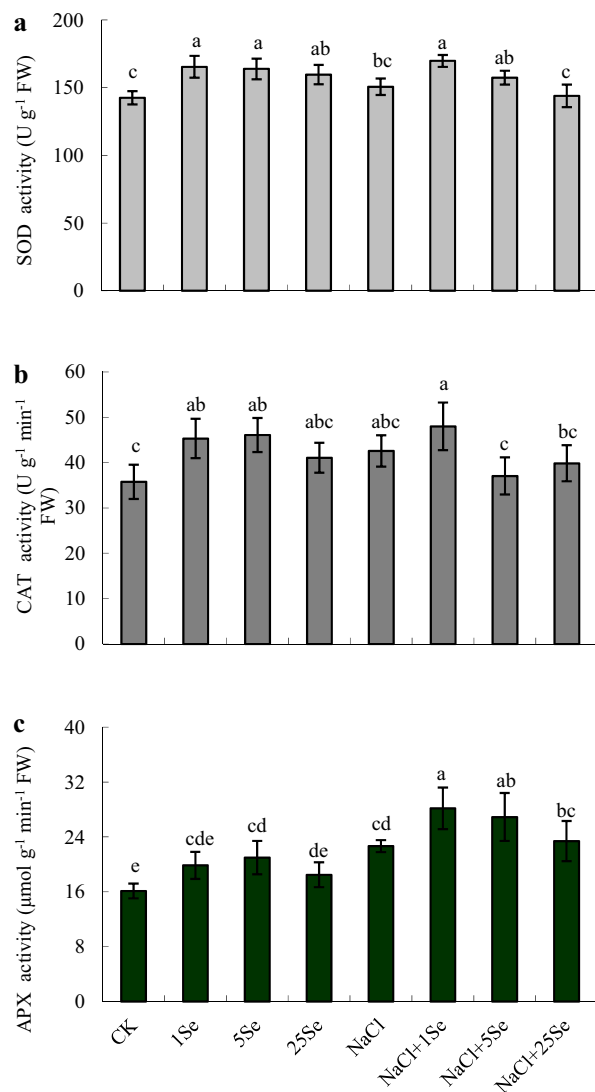 a
SOD activity (U g⁻¹ FW)
200
150
100
50
0
c
a
a
ab
bc
a
ab
c
b
CAT activity (U g⁻¹ min⁻¹
FW)
60
50
40
30
20
10
0
c
ab
ab
abc
abc
a
c
bc
c
APX activity (μmol g⁻¹ min⁻¹ FW)
40
32
24
16
8
0
e
cde
cd
de
cd
a
ab
bc
CK
1Se
5Se
25Se
NaCl
NaCl+1Se
NaCl+5Se
NaCl+25Se